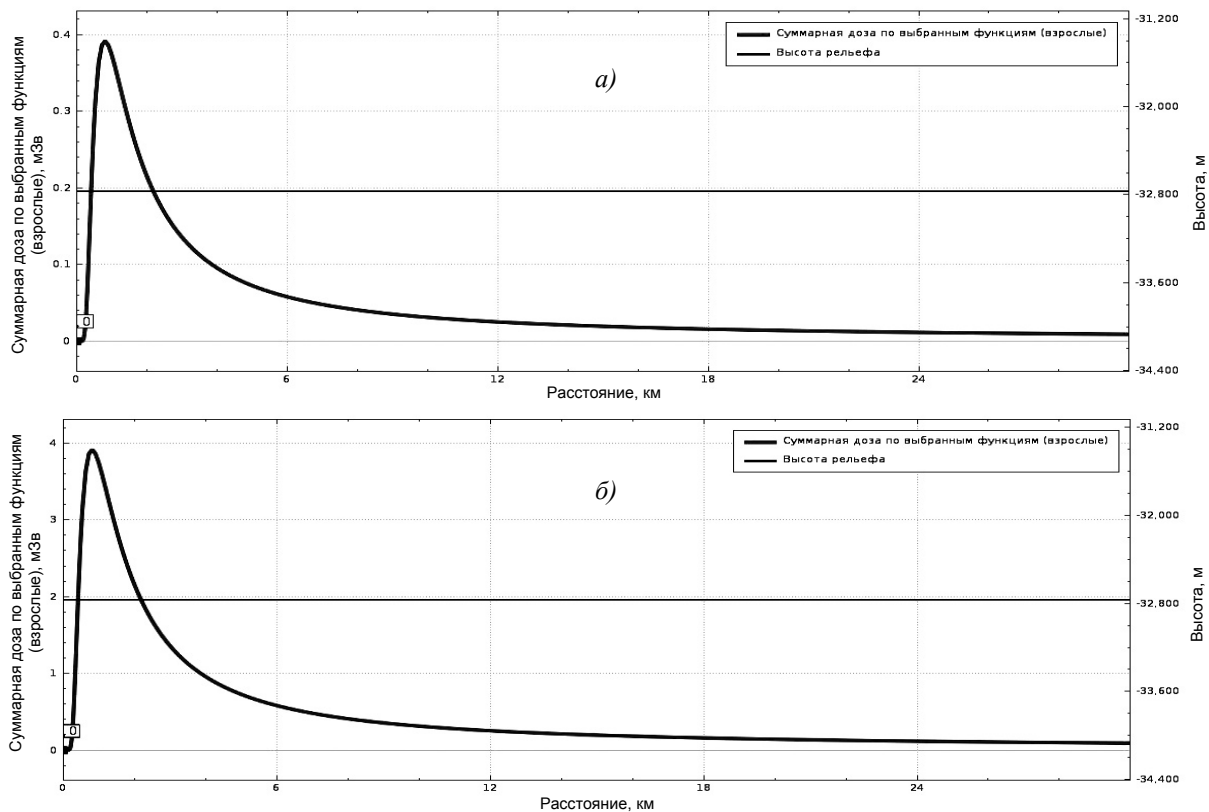 Суммарная доза по выбранным функциям
(взрослые), мЗв
0.4
0.3
0.2
0.1
0
0
Суммарная доза по выбранным функциям (взрослые)
Высота рельефа
а)
-31,200
-32,000
-32,800
-33,600
-34,400
Высота, м
0
6
12
18
24
Расстояние, км
Суммарная доза по выбранным функциям
(взрослые), мЗв
4
3
2
1
0
0
Суммарная доза по выбранным функциям (взрослые)
Высота рельефа
б)
-31,200
-32,000
-32,800
-33,600
-34,400
Высота, м
0
6
12
18
24
Расстояние, км